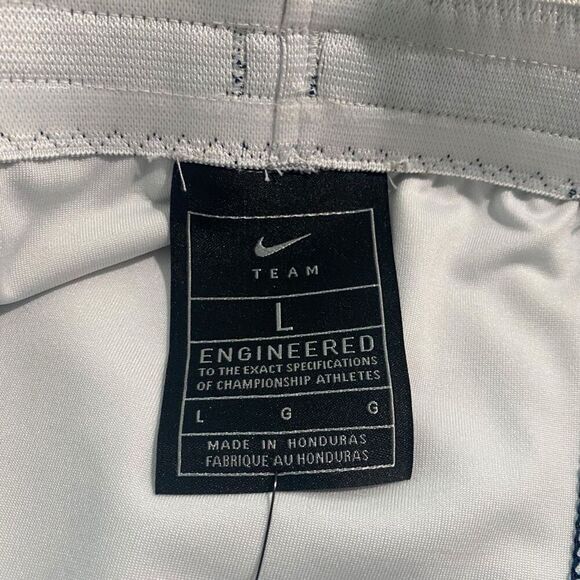 TEAM
L
ENGINEERED
TO THE EXACT SPECIFICATIONS
OF CHAMPIONSHIP ATHLETES
L G G
MADE IN HONDURAS
FABRIQUE AU HONDURAS